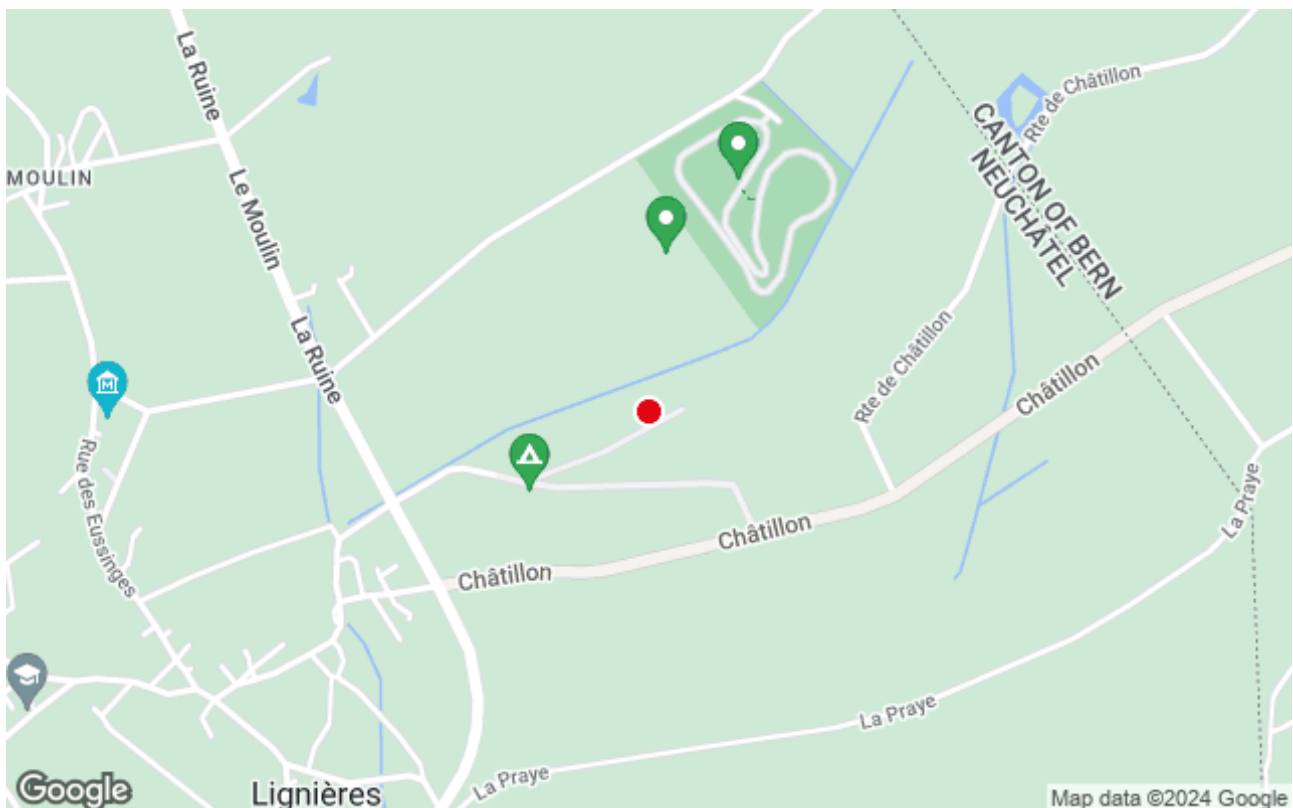 La Ruine
Rte de Châtillon
CANTON OF BERN
NEUCHÂTEL
MOULIN
Le Moulin
La Ruine
Rte de Châtillon
Châtillon
Rue des Eussinges
La Praye
Châtillon
Châtillon
La Praye
La Praye
Lignières
Google
Map data ©2024 Google